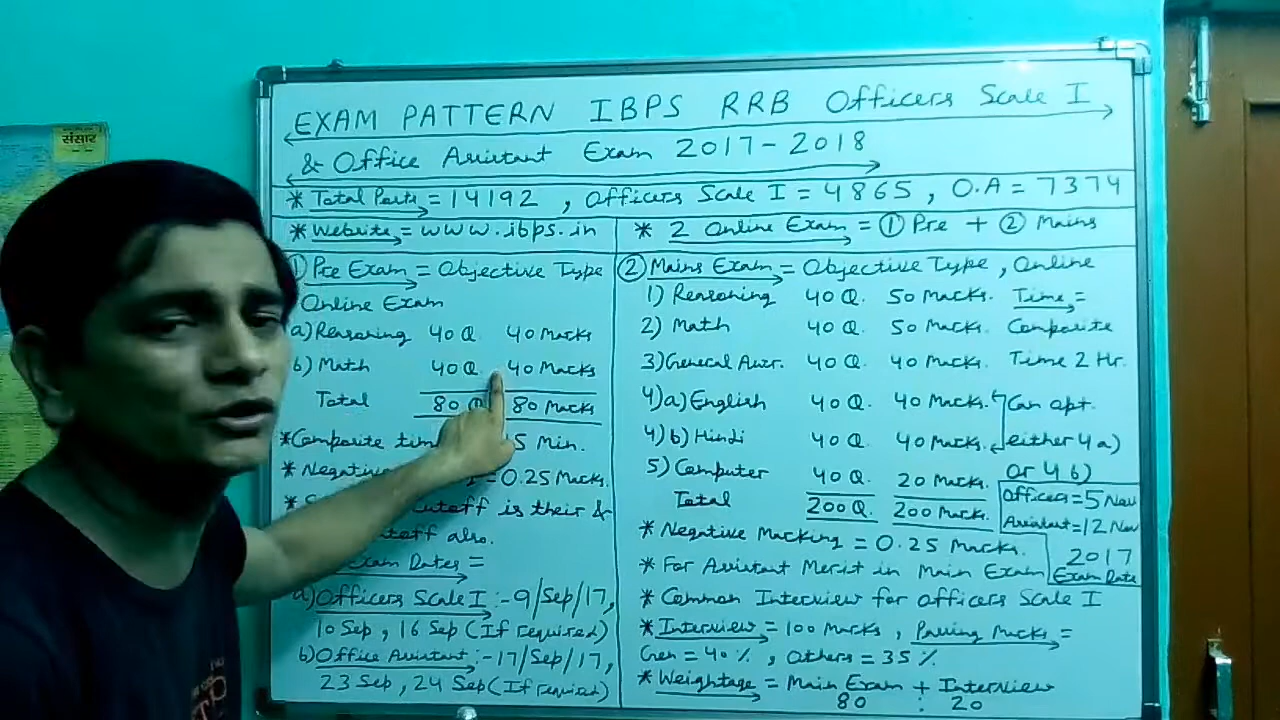 संसार
EXAM PATTERN IBPS RRB Officers Scale I
& Office Assistant Exam 2017-2018
* Total Posts = 14192 , Officers Scale I = 4865 , O.A = 7374
* Website = www.ibps.in
① Pre Exam = Objective Type
Online Exam
a) Reasoning 40 Q. 40 Marks
b) Math 40 Q. 40 Marks
Total 80 Q 80 Marks
*Composite tim 5 Min.
* Negative = 0.25 Marks.
* cutoff is their &
also.
Exam Dates =
a) Officers Scale I :- 9/Sep/17,
10 Sep , 16 Sep (If required)
b) Office Assistant :- 17/Sep/17,
23 Sep , 24 Sep (If required)
* 2 Online Exam = ① Pre + ② Mains
② Mains Exam = Objective Type , Online
1) Reasoning 40 Q. 50 Marks. Time =
2) Math 40 Q. 50 Marks. Composite
3) General Awr. 40 Q. 40 Marks Time 2 Hr.
4) a) English 40 Q. 40 Marks. Can opt.
4) b) Hindi 40 Q. 40 Marks. either 4 a)
or 4 b)
5) Computer 40 Q. 20 Marks.
Total 200 Q. 200 Marks.
Officers = 5 Nov
Assistant = 12 Nov
2017
Exam Date
* Negative Marking = 0.25 Marks.
* For Assistant Merit in Main Exam
* Common Interview for Officers Scale I
* Interview = 100 Marks , Passing Marks =
Gen = 40 % , Others = 35 %
* Weightage = Main Exam + Interview
80 : 20